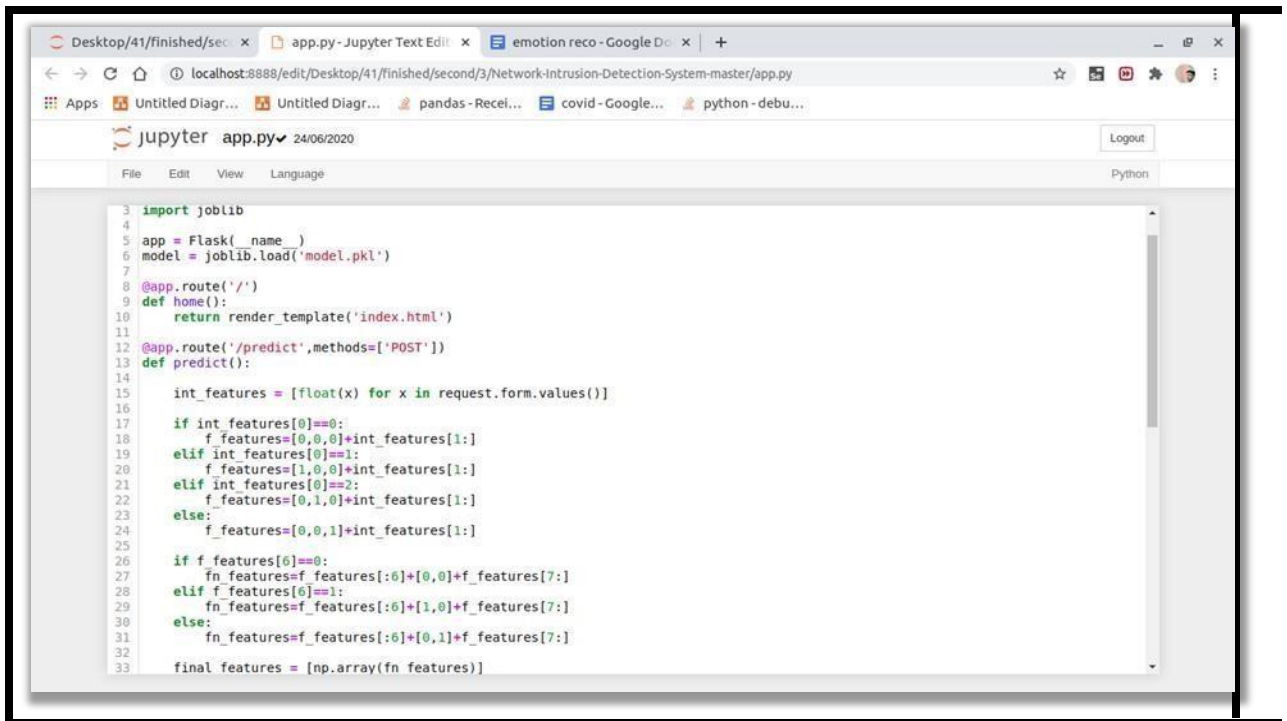 Desktop/41/finished/sec
app.py - Jupyter Text Edit
emotion reco - Google Do
localhost:8888/edit/Desktop/41/finished/second/3/Network-Intrusion-Detection-System-master/app.py
Apps Untitled Diagr... Untitled Diagr... pandas - Recei... covid - Google... python - debu...
jupyter app.py✔ 24/06/2020 Logout
File Edit View Language Python
3 import joblib
4
5 app = Flask(__name__)
6 model = joblib.load('model.pkl')
7
8 @app.route('/')
9 def home():
10     return render_template('index.html')
11
12 @app.route('/predict',methods=['POST'])
13 def predict():
14
15     int_features = [float(x) for x in request.form.values()]
16
17     if int_features[0]==0:
18         f_features=[0,0,0]+int_features[1:]
19     elif int_features[0]==1:
20         f_features=[1,0,0]+int_features[1:]
21     elif int_features[0]==2:
22         f_features=[0,1,0]+int_features[1:]
23     else:
24         f_features=[0,0,1]+int_features[1:]
25
26     if f_features[6]==0:
27         fn_features=f_features[:6]+[0,0]+f_features[7:]
28     elif f_features[6]==1:
29         fn_features=f_features[:6]+[1,0]+f_features[7:]
30     else:
31         fn_features=f_features[:6]+[0,1]+f_features[7:]
32
33     final_features = [np.array(fn_features)]